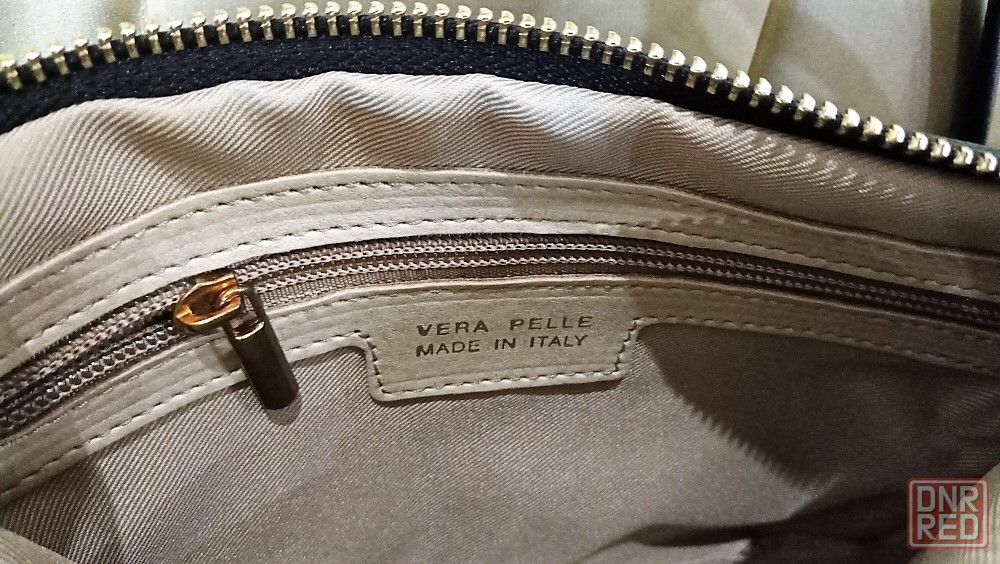 VERA PELLE
MADE IN ITALY
DNR
RED